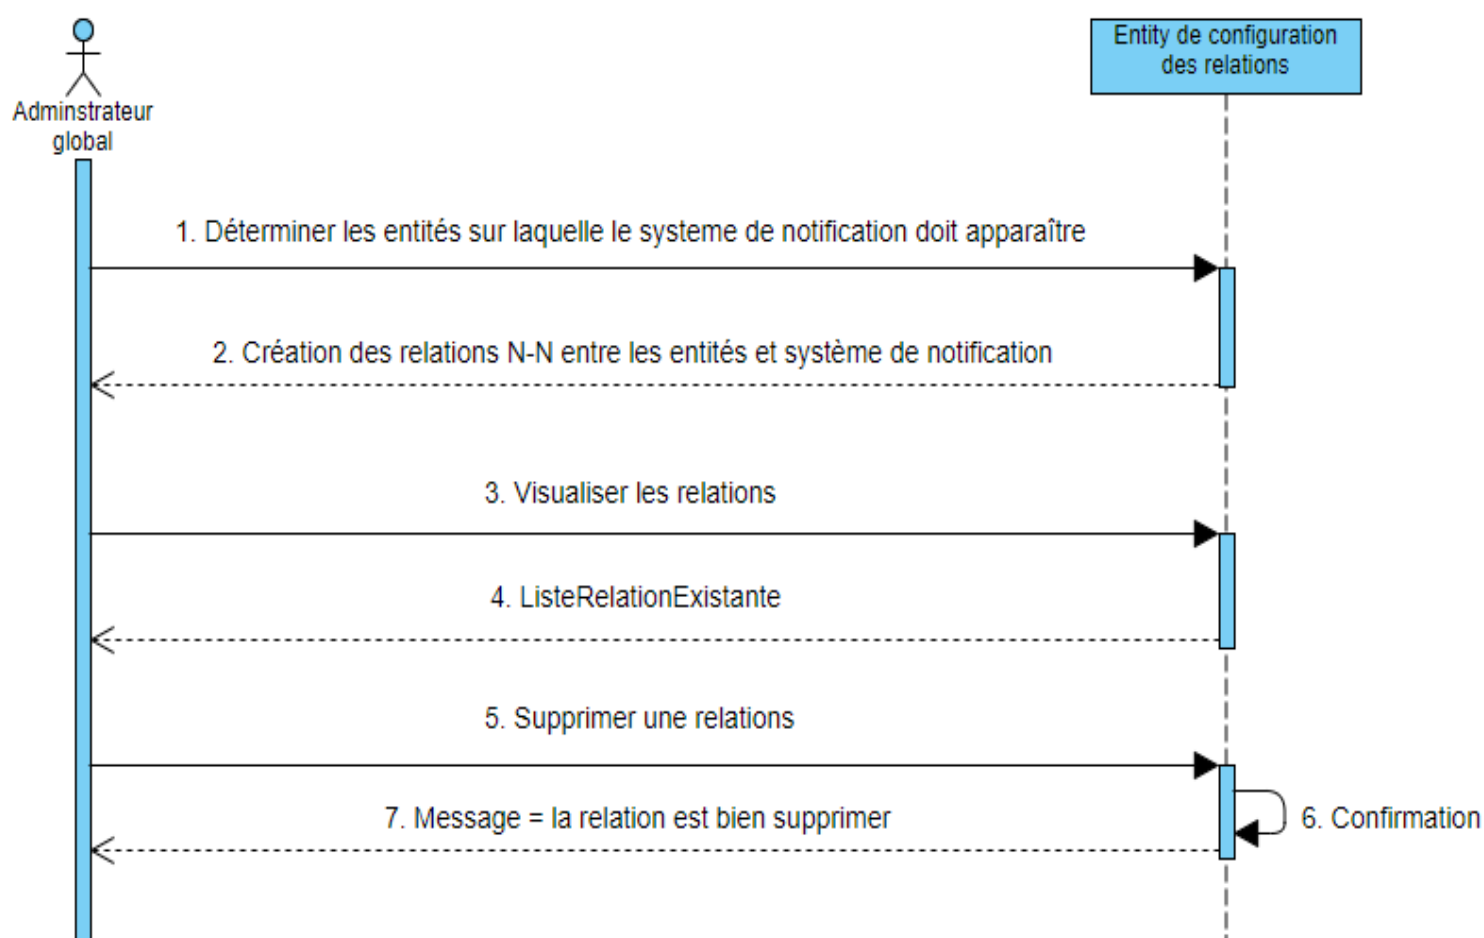 Entity de configuration
des relations
Adminstrateur
global
1. Déterminer les entités sur laquelle le systeme de notification doit apparaître
2. Création des relations N-N entre les entités et système de notification
3. Visualiser les relations
4. ListeRelationExistante
5. Supprimer une relations
7. Message = la relation est bien supprimer
6. Confirmation